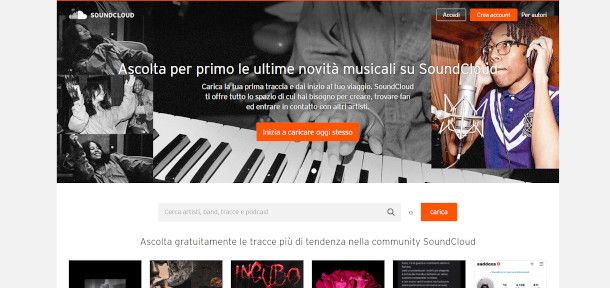 SOUNDCLOUD
Accedi
Crea account
Per autori
Ascolta per primo le ultime novità musicali su SoundCloud
Carica la tua prima traccia e dai inizio al tuo viaggio. SoundCloud
ti offre tutto lo spazio di cui hai bisogno per creare, trovare fan
ed entrare in contatto con altri artisti.
Inizia a caricare oggi stesso
Cerca artisti, band, tracce e podcast
o
carica
Ascolta gratuitamente le tracce più di tendenza nella community SoundCloud
INCUBO